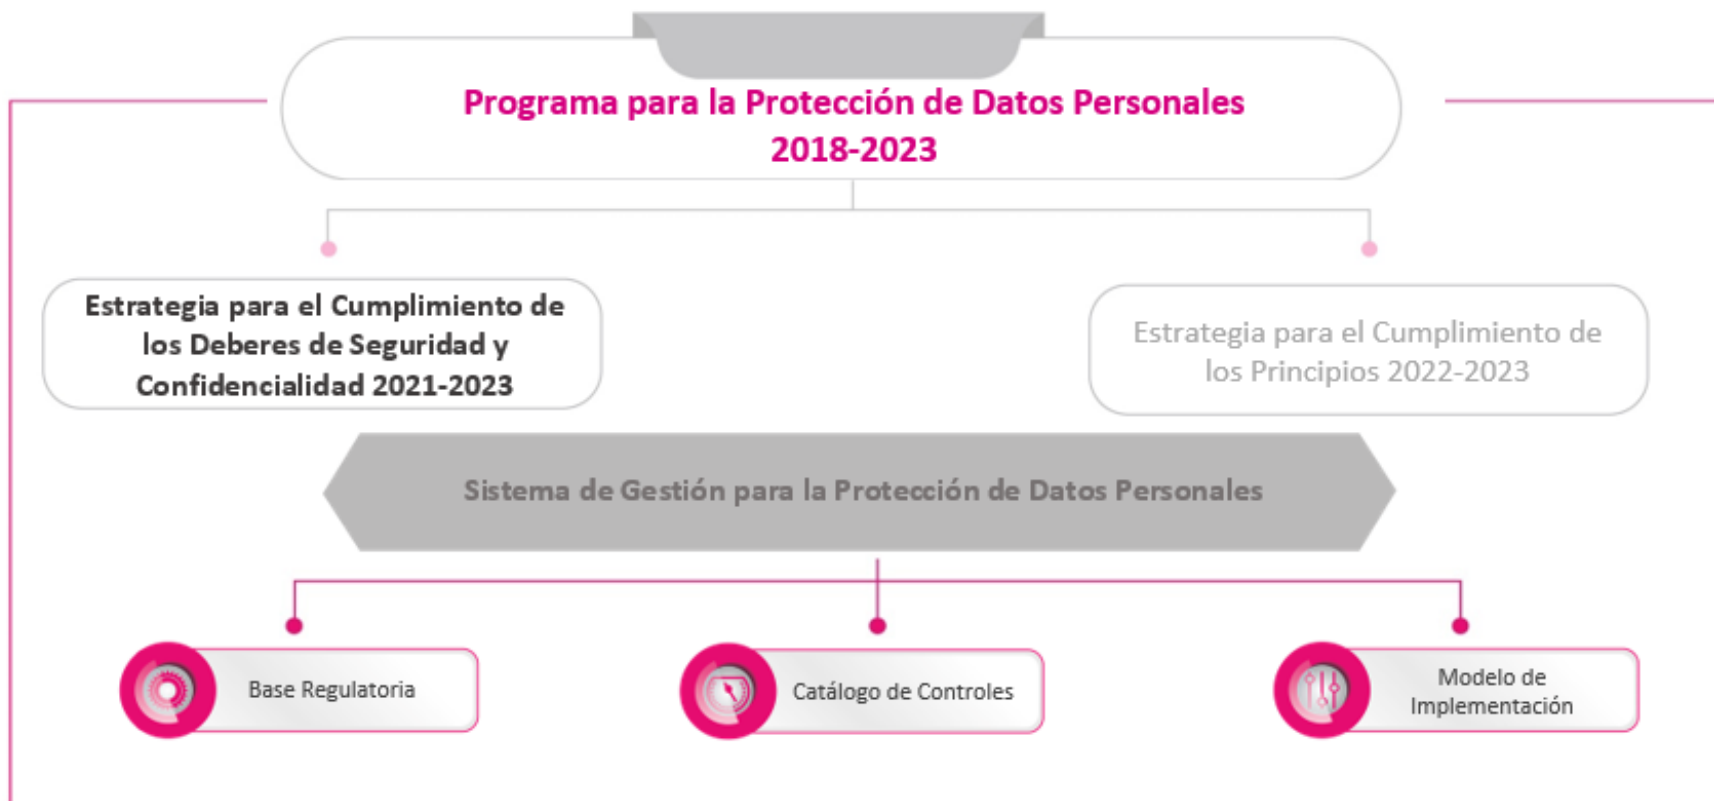 Programa para la Protección de Datos Personales
2018-2023
Estrategia para el Cumplimiento de
los Deberes de Seguridad y
Confidencialidad 2021-2023
Estrategia para el Cumplimiento de
los Principios 2022-2023
Sistema de Gestión para la Protección de Datos Personales
Base Regulatoria
Catálogo de Controles
Modelo de
Implementación